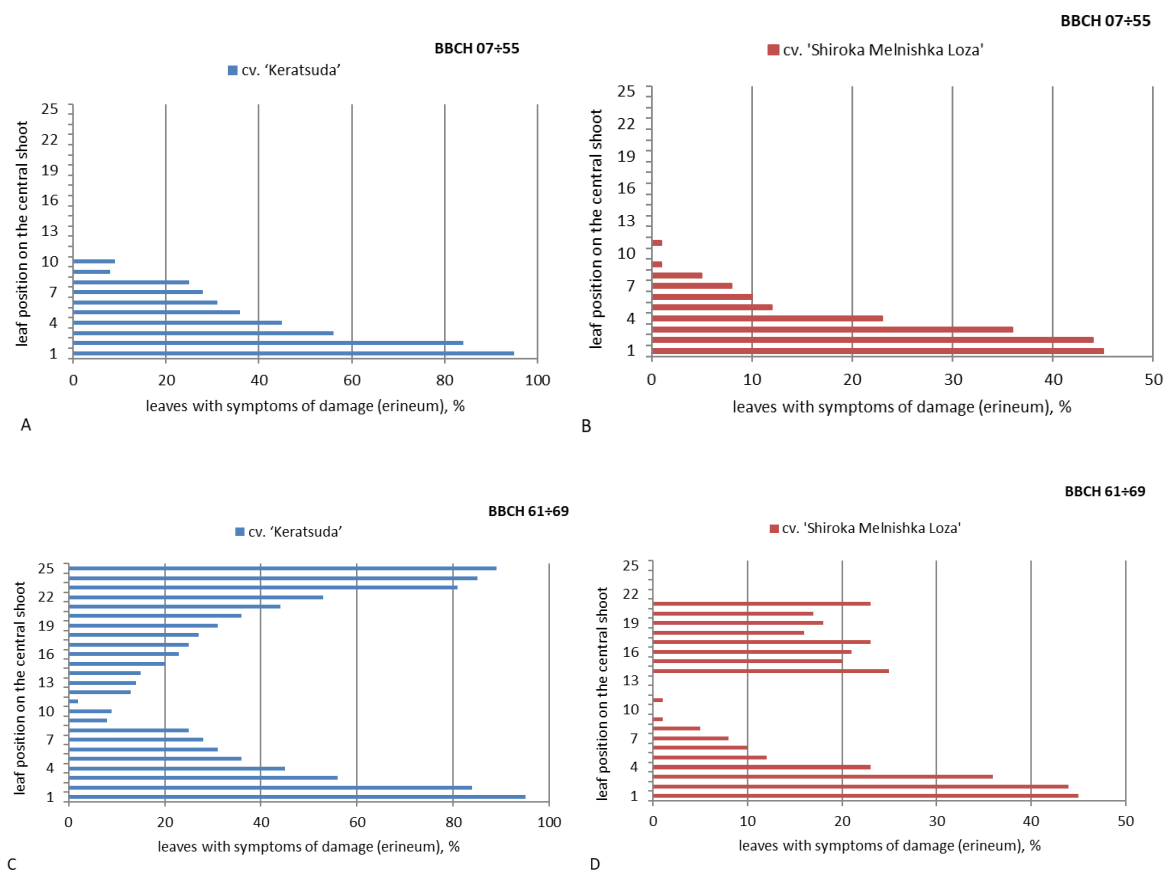 A
BBCH 07÷55
cv. ‘Keratsuda’
leaf position on the central shoot
25
22
19
16
13
10
7
4
1
0 20 40 60 80 100
leaves with symptoms of damage (erineum), %
BBCH 07÷55
cv. 'Shiroka Melnishka Loza'
leaf position on the central shoot
25
22
19
16
13
10
7
4
1
0 10 20 30 40 50
leaves with symptoms of damage (erineum), %
B
BBCH 61÷69
cv. ‘Keratsuda’
leaf position on the central shoot
25
22
19
16
13
10
7
4
1
0 20 40 60 80 100
leaves with symptoms of damage (erineum), %
C
BBCH 61÷69
cv. 'Shiroka Melnishka Loza'
leaf position on the central shoot
25
22
19
16
13
10
7
4
1
0 10 20 30 40 50
leaves with symptoms of damage (erineum), %
D